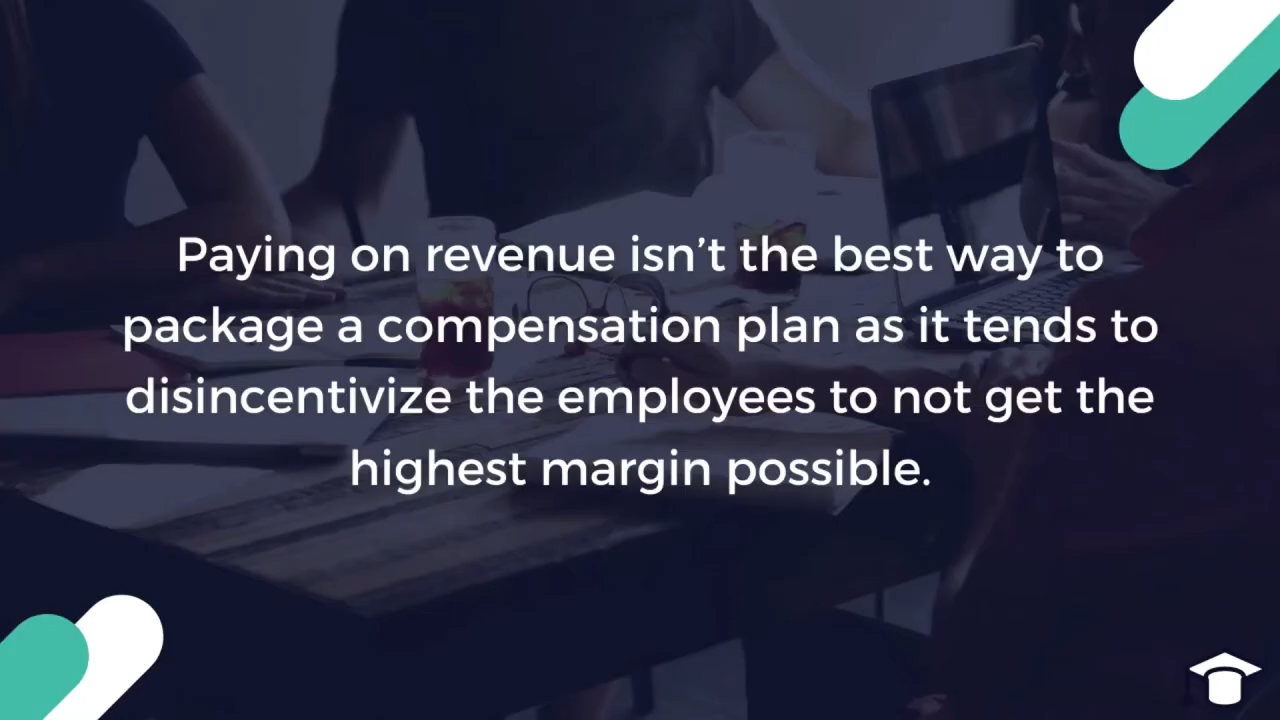 Paying on revenue isn’t the best way to
package a compensation plan as it tends to
disincentivize the employees to not get the
highest margin possible.